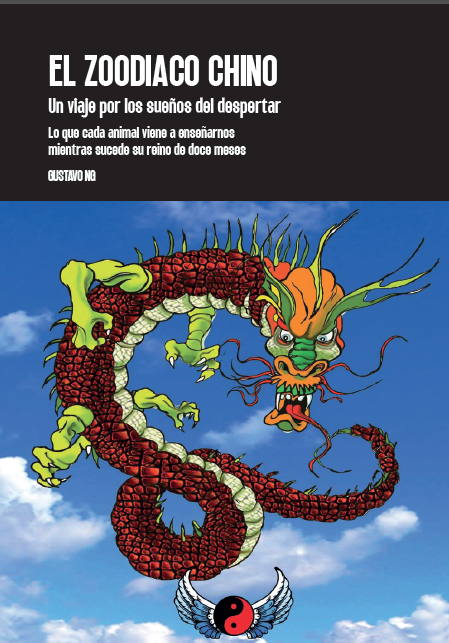 EL ZOODIACO CHINO
Un viaje por los sueños del despertar
Lo que cada animal viene a enseñarnos
mientras sucede su reino de doce meses
GUSTAVO NG